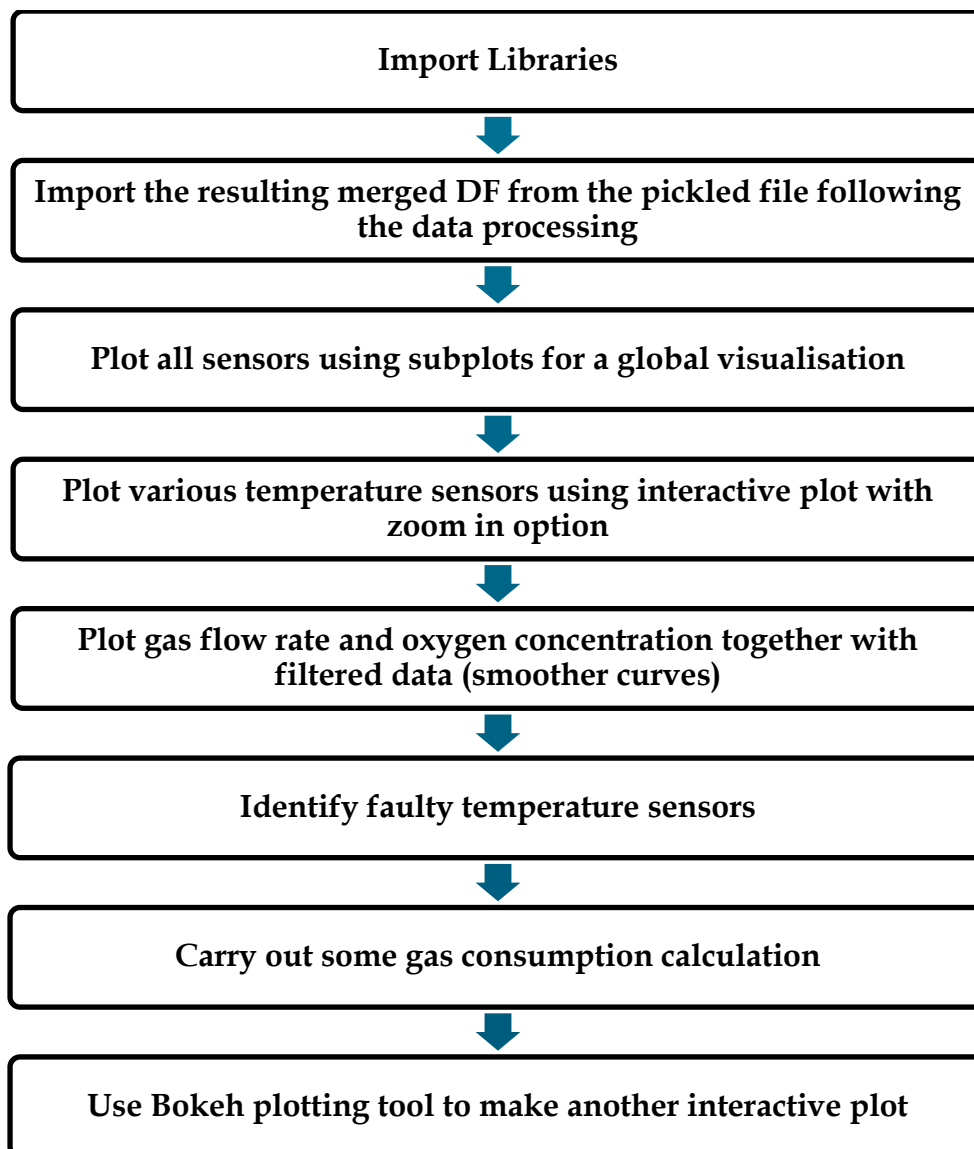 Import Libraries
Import the resulting merged DF from the pickled file following
the data processing
Plot all sensors using subplots for a global visualisation
Plot various temperature sensors using interactive plot with
zoom in option
Plot gas flow rate and oxygen concentration together with
filtered data (smoother curves)
Identify faulty temperature sensors
Carry out some gas consumption calculation
Use Bokeh plotting tool to make another interactive plot